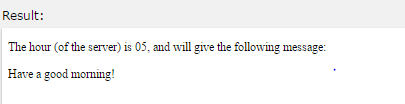 Result:
The hour (of the server) is 05, and will give the following message:
Have a good morning!